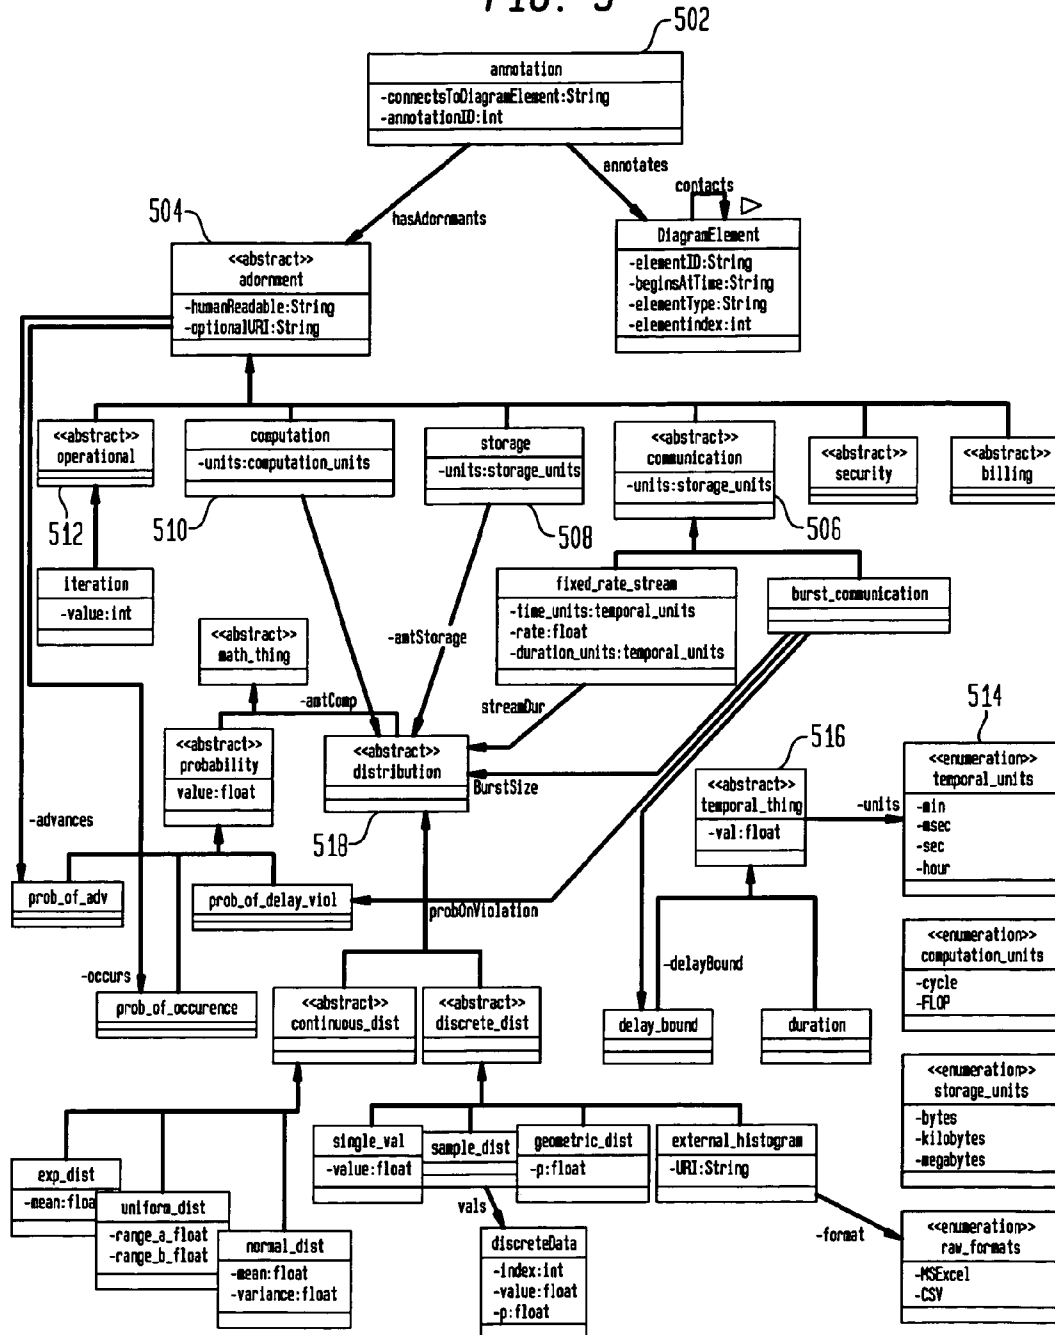 502
annotation
-connectsToDiagramElement:String
-annotationID:int
annotates
contacts
hasAdornmants
504
<<abstract>>
adornment
-humanReadable:String
-optionalURI:String
DiagramElement
-elementID:String
-beginsAtTime:String
-elementType:String
-elementindex:int
<<abstract>>
operational
512
computation
-units:computation_units
510
storage
-units:storage_units
508
<<abstract>>
communication
-units:storage_units
506
<<abstract>>
security
<<abstract>>
billing
iteration
-value:int
fixed_rate_stream
-time_units:temporal_units
-rate:float
-duration_units:temporal_units
burst_communication
<<abstract>>
math_thing
-amtStorage
-amtComp
streamDur
<<abstract>>
probability
value:float
<<abstract>>
distribution
518
BurstSize
516
<<abstract>>
temporal_thing
-val:float
-units
514
<<enumeration>>
temporal_units
-min
-msec
-sec
-hour
-advances
prob_of_adv
prob_of_delay_viol
probOnViolation
-occurs
prob_of_occurence
-delayBound
<<enumeration>>
computation_units
-cycle
-FLOP
<<abstract>>
continuous_dist
<<abstract>>
discrete_dist
delay_bound
duration
<<enumeration>>
storage_units
-bytes
-kilobytes
-megabytes
single_val
-value:float
sample_dist
geometric_dist
-p:float
external_histogram
-URI:String
exp_dist
-mean:floa
uniform_dist
-range_a_float
-range_b_float
normal_dist
-mean:float
-variance:float
vals
discreteData
-index:int
-value:float
-p:float
-format
<<enumeration>>
raw_formats
-MSExcel
-CSV